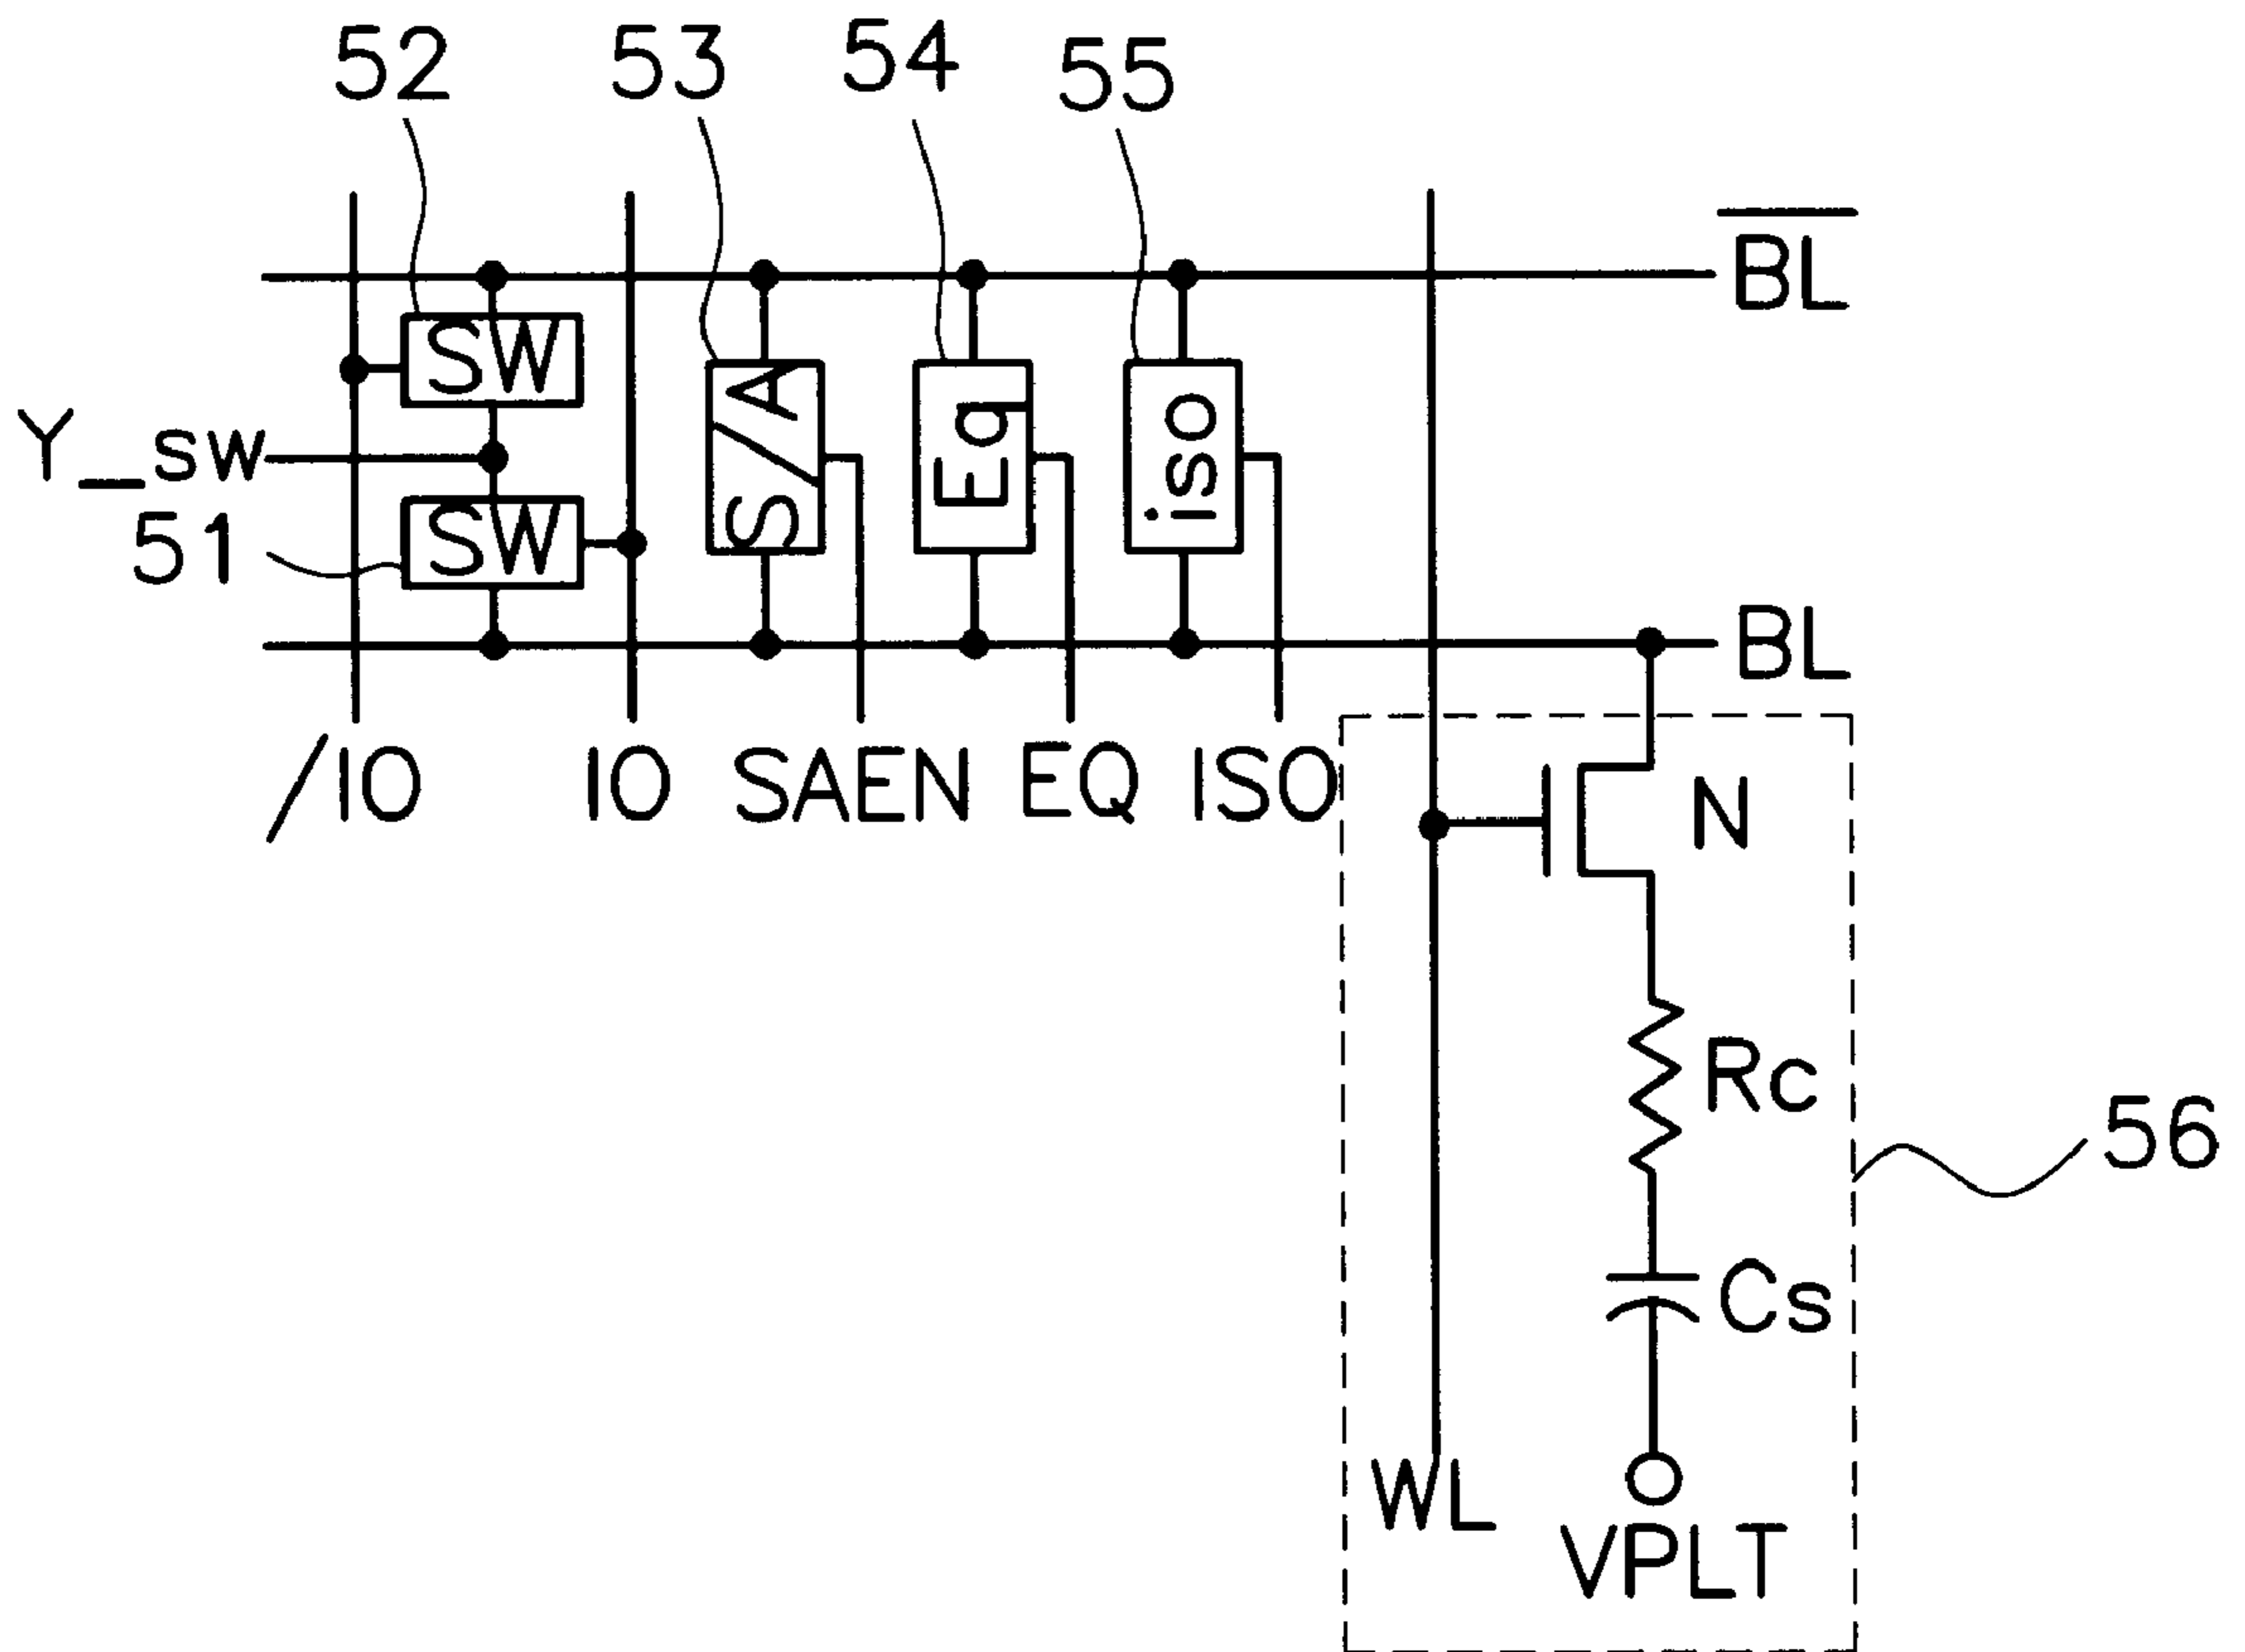 52 53 54 55
BL
SW
Y_sw
S/A Eq iso
51 SW
BL
/IO IO SAEN EQ ISO
N
Rc
56
Cs
WL
VPLT